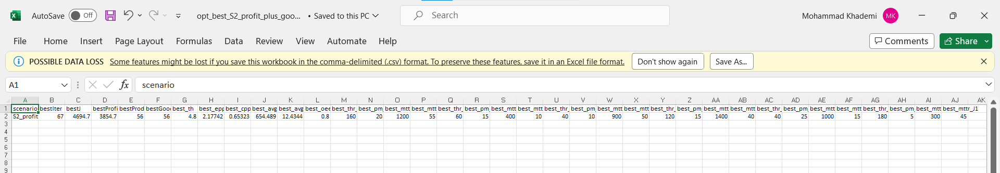 AutoSave Off opt_best_S2_profit_plus_goo... • Saved to this PC Search Mohammad Khademi MK
File Home Insert Page Layout Formulas Data Review View Automate Help Comments Share
POSSIBLE DATA LOSS Some features might be lost if you save this workbook in the comma-delimited (.csv) format. To preserve these features, save it in an Excel file format. Don't show again Save As...
A1 fx scenario
A B C D E F G H I J K L M N O P Q R S T U V W X Y Z AA AB AC AD AE AF AG AH AI AJ AK
1 scenario bestIter bestJ bestProfi bestProd bestGoo best_th best_epp best_cpp best_avg best_avg best_oee best_thr_ best_pm_ best_mtt best_mtt best_thr_ best_pm_ best_mtt best_mtt best_thr_ best_pm_ best_mtt best_mtt best_thr_ best_pm_ best_mtt best_mtt best_thr_ best_pm_ best_mtt best_mtt best_thr_ best_pm_ best_mtt best_mttr_J1
2 S2_profit 67 4694.7 3854.7 56 56 4.8 2.17742 0.65323 654.489 12.4344 0.8 160 20 1200 55 60 15 400 10 40 10 900 50 120 15 1400 40 40 25 1000 15 180 5 300 45
3
4
5
6
7
8
9